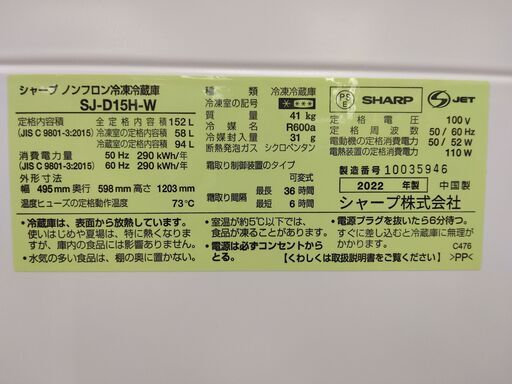 シャープ ノンフロン冷凍冷蔵庫
SJ-D15H-W
定格内容積 全定格内容積 152 L
(JIS C 9801-3:2015) 冷凍室の定格内容積 58 L
冷蔵室の定格内容積 94 L
消費電力量 50 Hz 290 kWh/年
(JIS C 9801-3:2015) 60 Hz 290 kWh/年
外形寸法
幅 495mm 奥行 598 mm 高さ 1203 mm
温度ヒューズの定格動作温度 73℃
種類 冷凍冷蔵庫
冷凍室の記号
質量 41 kg
冷媒名 R600a
冷媒封入量 31 g
断熱発泡ガス シクロペンタン
霜取り制御装置のタイプ 可変式
霜取り間隔 最長 36 時間
最短 6 時間
PS E SHARP S JET
定格電圧 100 V
定格周波数 50/60 Hz
電動機の定格消費電力 50/52 W
電熱装置の定格消費電力 110 W
製造番号 10035946
2022 年製 中国製
シャープ株式会社
・冷蔵庫は、表面から放熱しています。
使いはじめや夏場は、特に熱くなりま
すが、庫内の食品には影響ありません。
・水気の多い食品は、棚の奥に置かない。
・室温が約5℃以下では、
食品が凍ることがあります。
・電源は必ずコンセントから
とる。
・電源プラグを抜いたら6分待つ。
すぐに差し込むと冷蔵庫に無理が
かかります。 C476
【くわしくは取扱説明書をご覧ください】 >PP<